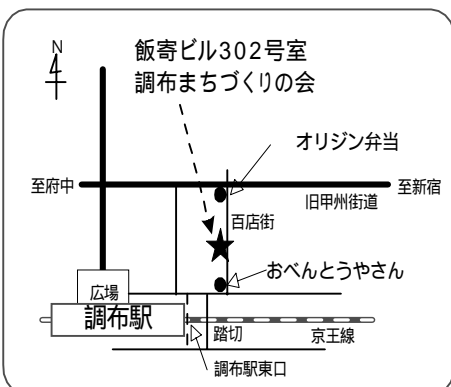 飯寄ビル302号室
調布まちづくりの会
N
オリジン弁当
至府中
至新宿
旧甲州街道
百店街
おべんとうやさん
広場
調布駅
踏切
京王線
調布駅東口